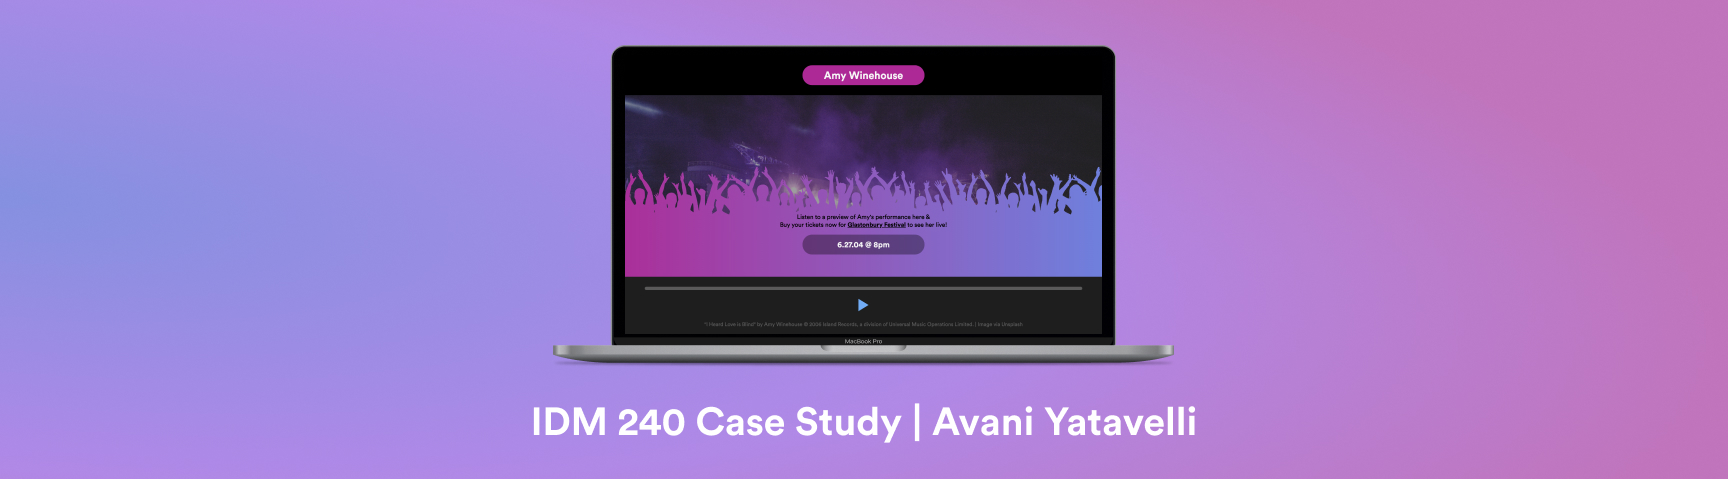 Amy Winehouse
Listen to a preview of Amy's performance here &
Buy your tickets now for Glastonbury Festival to see her live!
6.27.04 @ 8pm
"I Heard Love is Blind" by Amy Winehouse © 2004 Island Records, a division of Universal Music Operations Limited. | Image via Unsplash
MacBook Pro
IDM 240 Case Study | Avani Yatavelli